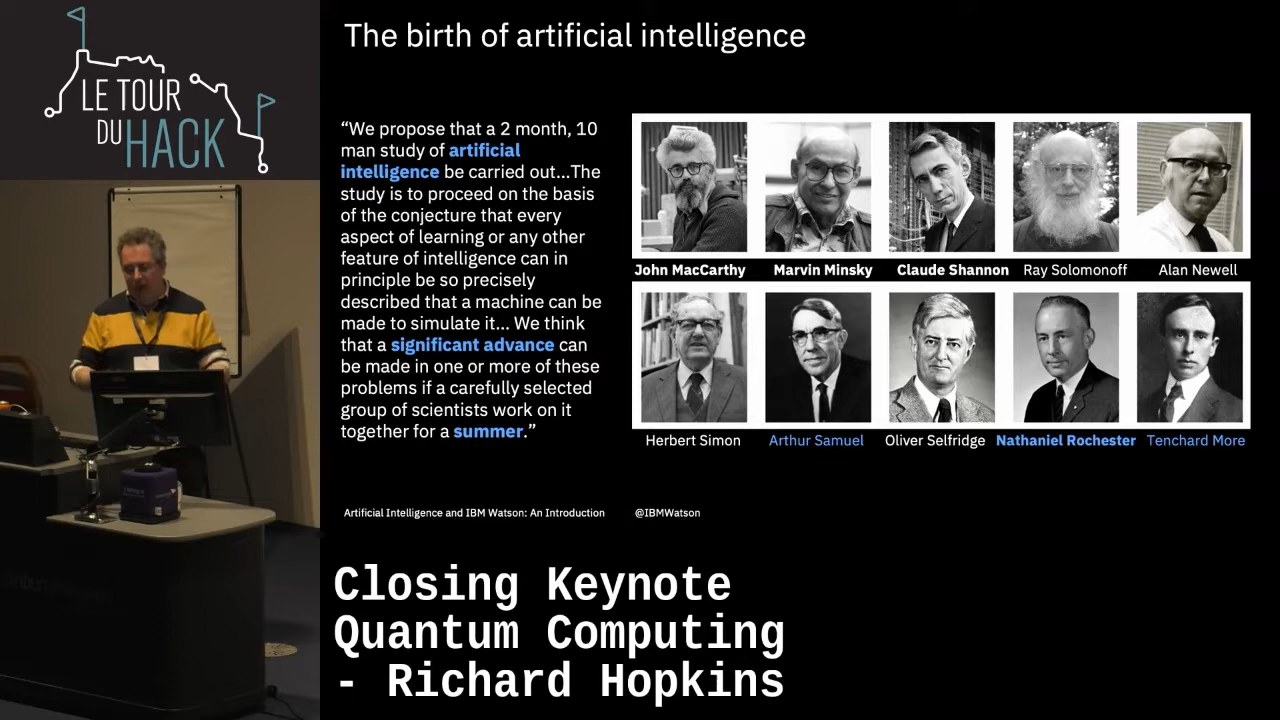 LE TOUR
DU HACK
The birth of artificial intelligence
“We propose that a 2 month, 10
man study of artificial
intelligence be carried out...The
study is to proceed on the basis
of the conjecture that every
aspect of learning or any other
feature of intelligence can in
principle be so precisely
described that a machine can be
made to simulate it... We think
that a significant advance can
be made in one or more of these
problems if a carefully selected
group of scientists work on it
together for a summer.”
John MacCarthy Marvin Minsky Claude Shannon Ray Solomonoff Alan Newell
Herbert Simon Arthur Samuel Oliver Selfridge Nathaniel Rochester Tenchard More
Artificial Intelligence and IBM Watson: An Introduction @IBMWatson
Closing Keynote
Quantum Computing
- Richard Hopkins